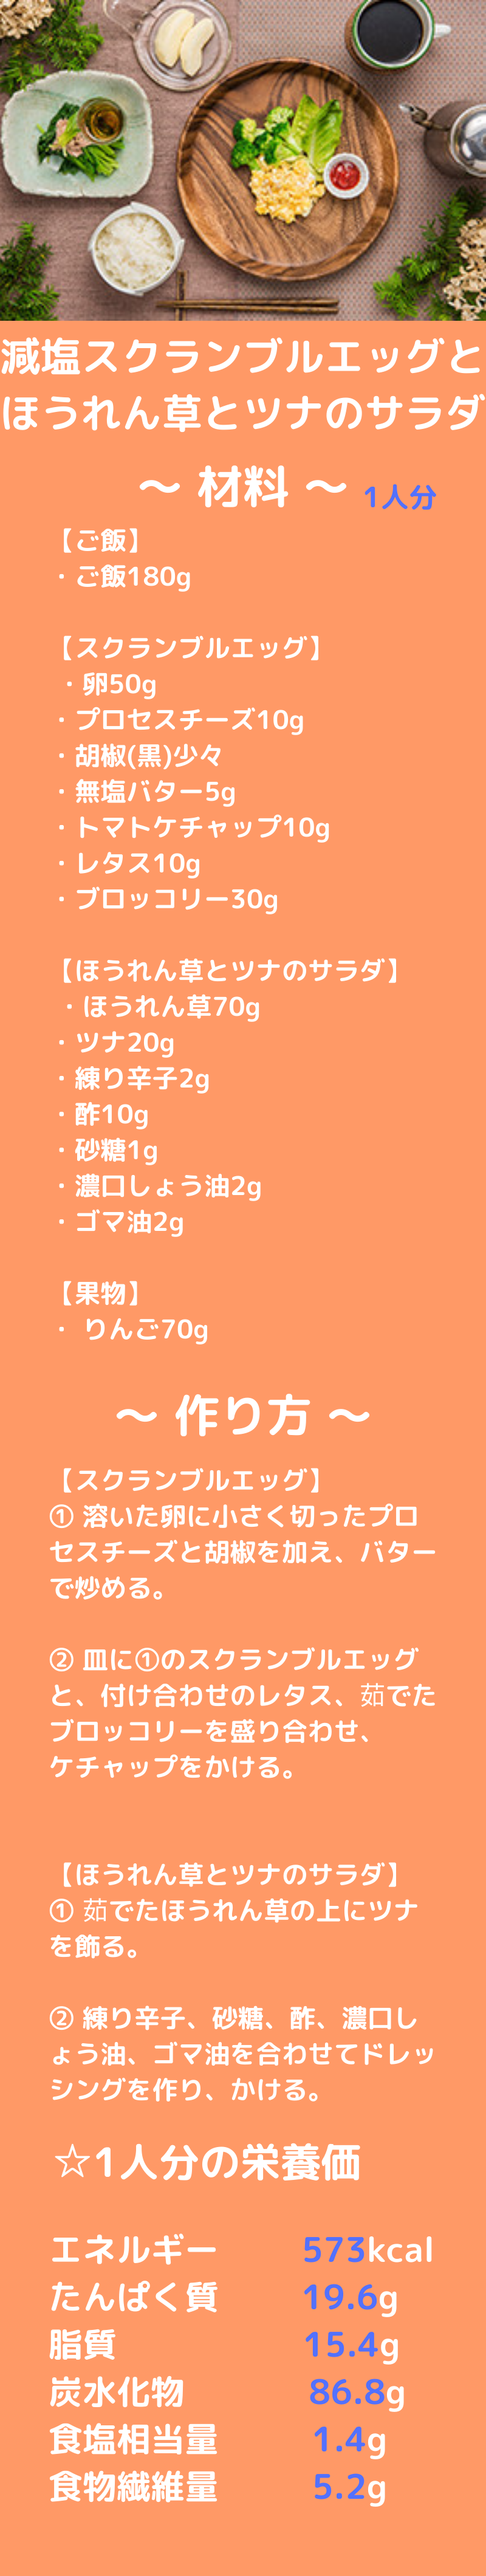 減塩スクランブルエッグと
ほうれん草とツナのサラダ
～ 材料 ～ 1人分
【ご飯】
・ご飯180g
【スクランブルエッグ】
・卵50g
・プロセスチーズ10g
・胡椒(黒)少々
・無塩バター5g
・トマトケチャップ10g
・レタス10g
・ブロッコリー30g
【ほうれん草とツナのサラダ】
・ほうれん草70g
・ツナ20g
・練り辛子2g
・酢10g
・砂糖1g
・濃口しょう油2g
・ゴマ油2g
【果物】
・ りんご70g
～ 作り方 ～
【スクランブルエッグ】
① 溶いた卵に小さく切ったプロ
セスチーズと胡椒を加え、バター
で炒める。
② 皿に①のスクランブルエッグ
と、付け合わせのレタス、茹でた
ブロッコリーを盛り合わせ、
ケチャップをかける。
【ほうれん草とツナのサラダ】
① 茹でたほうれん草の上にツナ
を飾る。
② 練り辛子、砂糖、酢、濃口し
ょう油、ゴマ油を合わせてドレッ
シングを作り、かける。
☆1人分の栄養価
エネルギー 573kcal
たんぱく質 19.6g
脂質 15.4g
炭水化物 86.8g
食塩相当量 1.4g
食物繊維量 5.2g